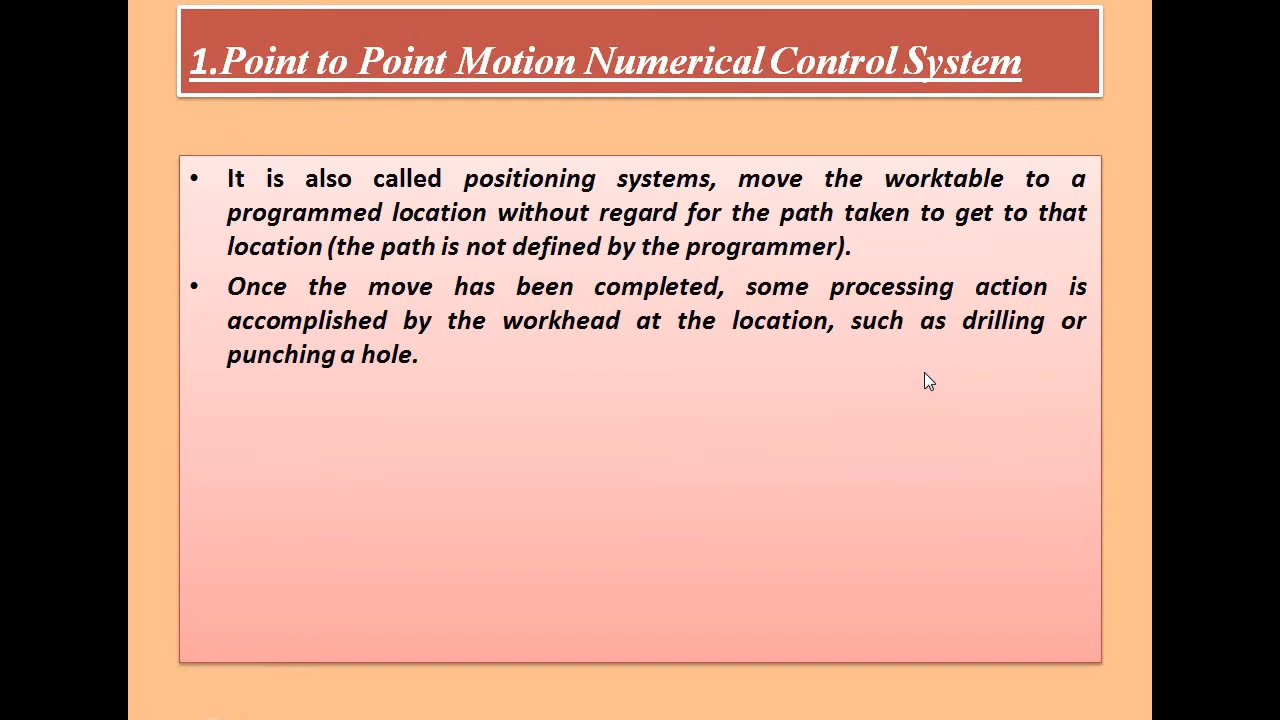 1.Point to Point Motion Numerical Control System
• It is also called positioning systems, move the worktable to a
programmed location without regard for the path taken to get to that
location (the path is not defined by the programmer).
• Once the move has been completed, some processing action is
accomplished by the workhead at the location, such as drilling or
punching a hole.